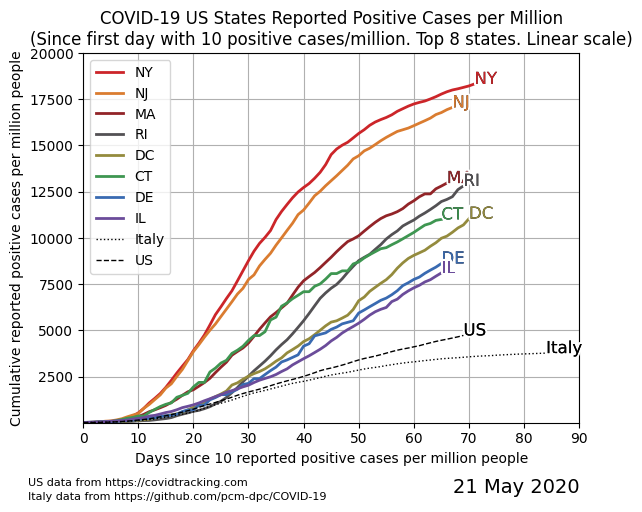 COVID-19 US States Reported Positive Cases per Million
(Since first day with 10 positive cases/million. Top 8 states. Linear scale)
Cumulative reported positive cases per million people
20000
17500
15000
12500
10000
7500
5000
2500
NY
NJ
MA
RI
DC
CT
DE
IL
Italy
US
NY
NJ
RI
CT DC
DE
IL
US
Italy
0 10 20 30 40 50 60 70 80 90
Days since 10 reported positive cases per million people
US data from https://covidtracking.com
Italy data from https://github.com/pcm-dpc/COVID-19
21 May 2020